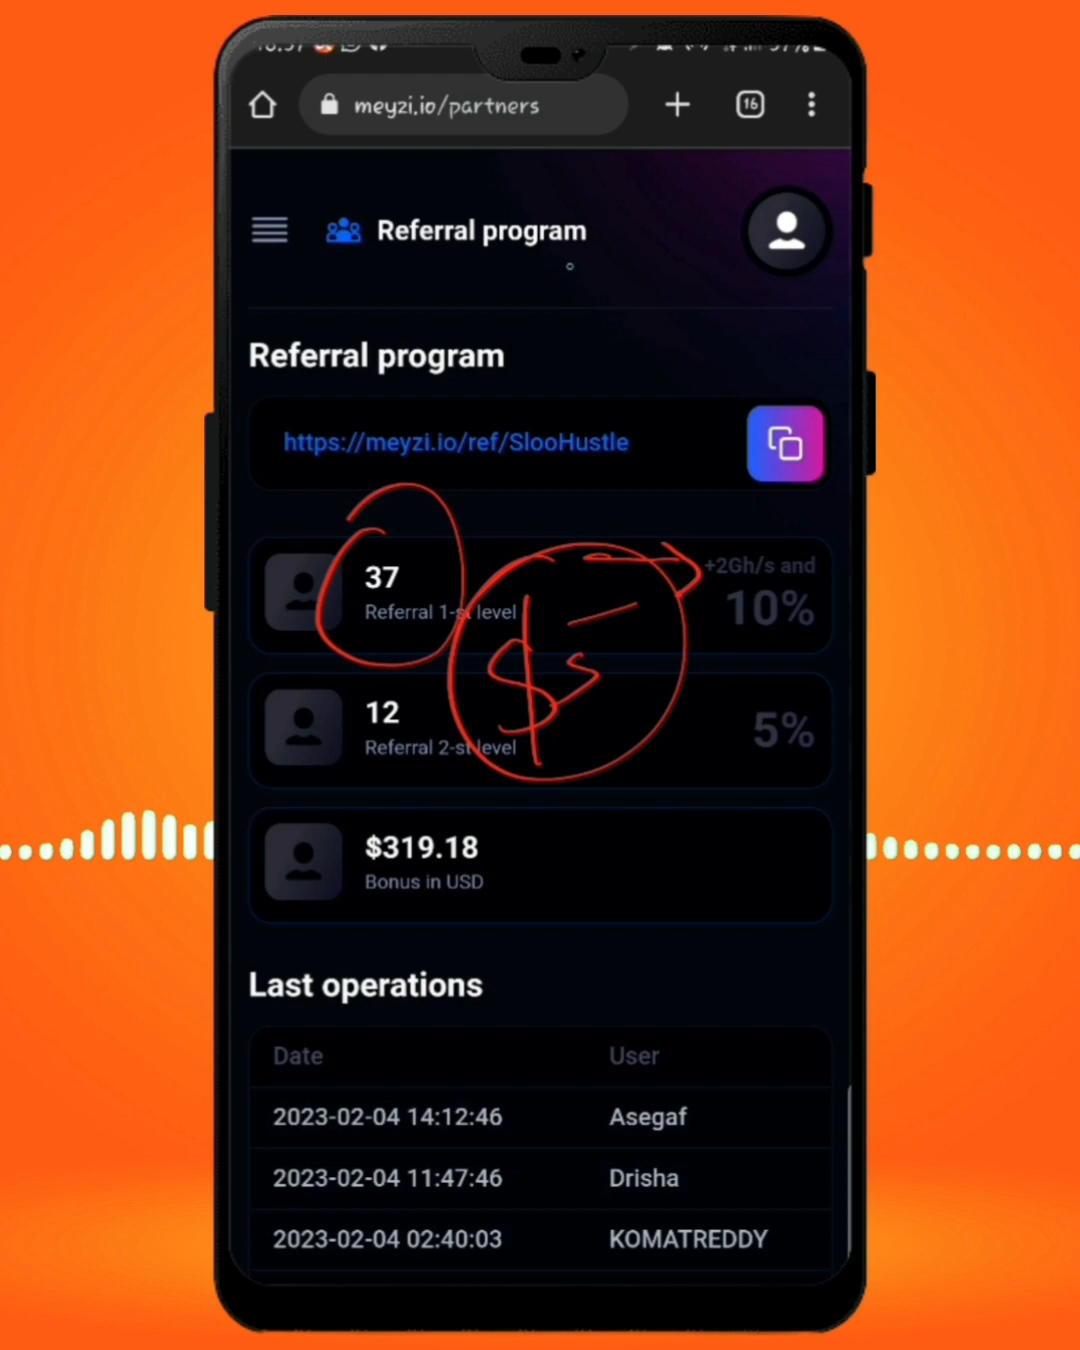 meyzi.io/partners
16
Referral program
Referral program
https://meyzi.io/ref/SlooHustle
37
Referral 1-st level
+2Gh/s and
10%
$5
12
Referral 2-st level
5%
$319.18
Bonus in USD
Last operations
Date User
2023-02-04 14:12:46 Asegaf
2023-02-04 11:47:46 Drisha
2023-02-04 02:40:03 KOMATREDDY